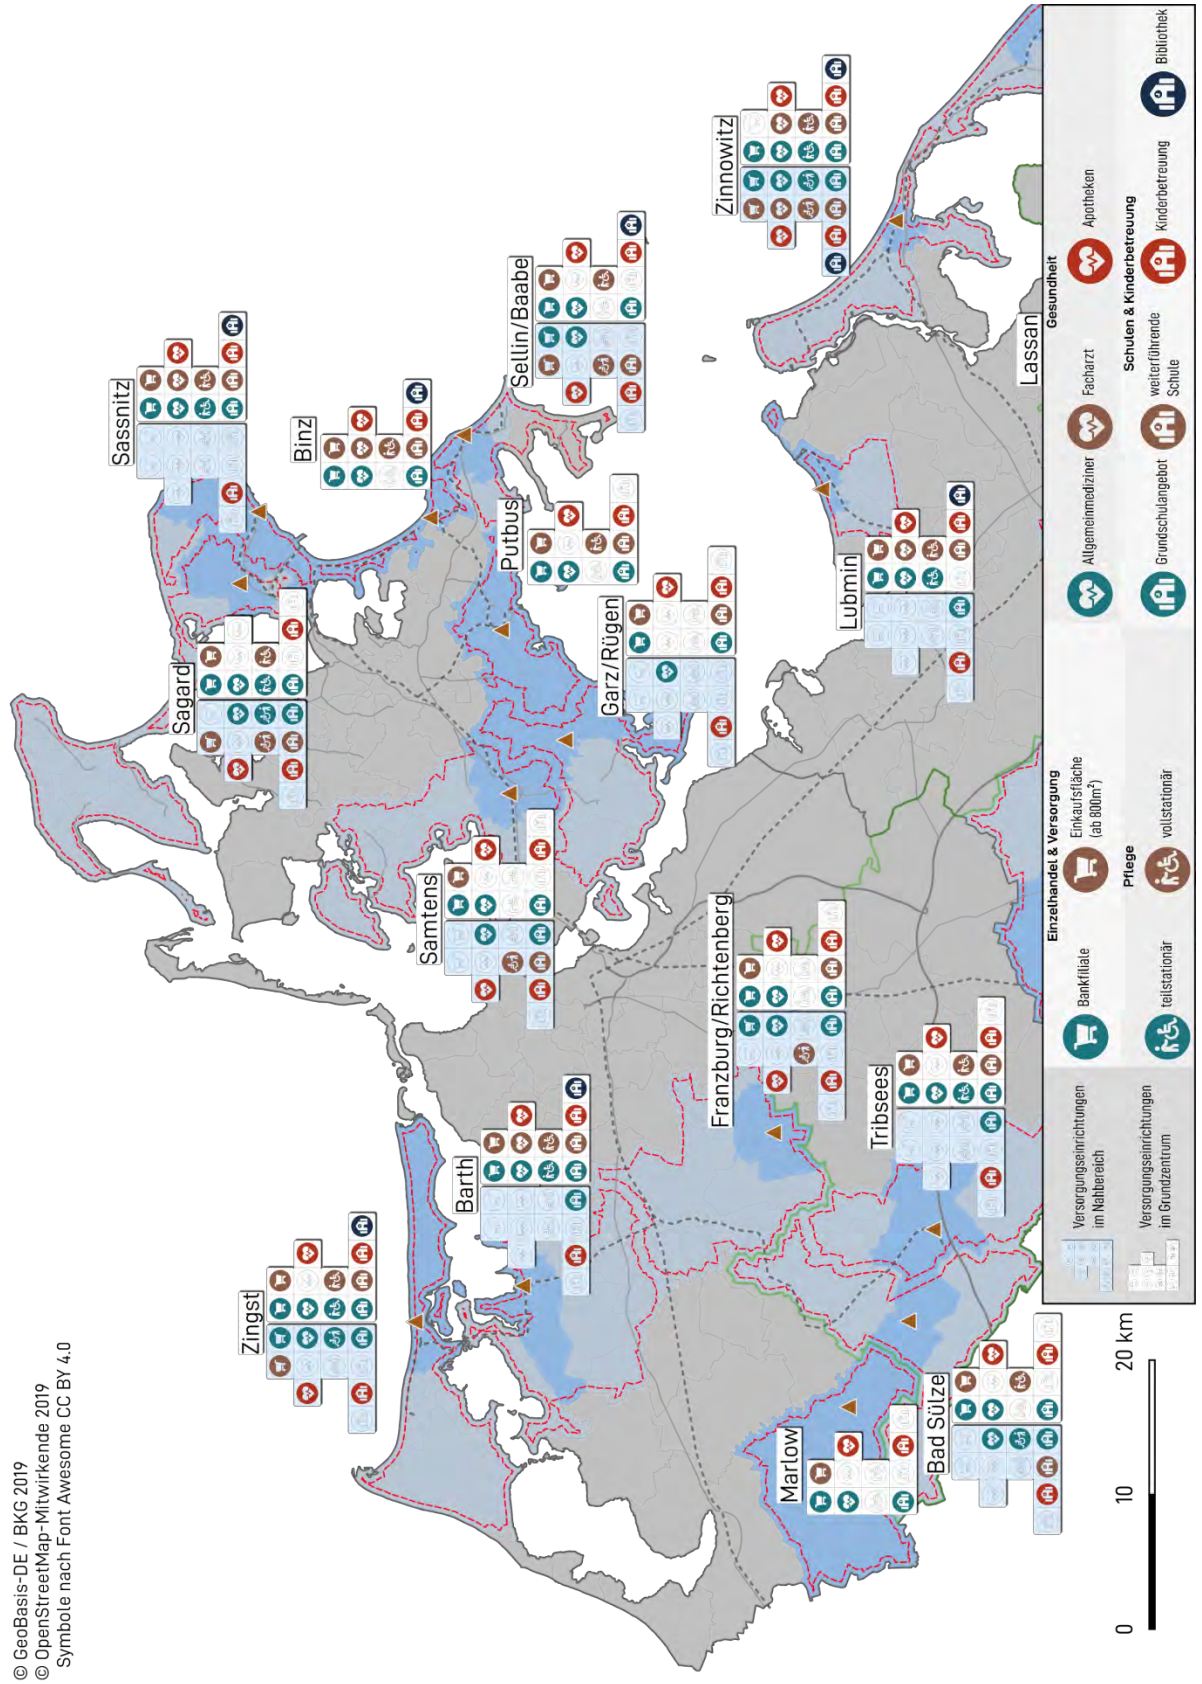 © GeoBasis-DE / BKG 2019
© OpenStreetMap-Mitwirkende 2019
Symbole nach Font Awesome CC BY 4.0
Sassnitz
Binz
Sellin/Baabe
Zinnowitz
Sagard
Putbus
Garz/Rügen
Lubmin
Lassan
Samtens
Franzburg/Richtenberg
Tribsees
Barth
Zingst
Marlow
Bad Sülze
0
10
20 km
Versorgungseinrichtungen
im Nahbereich
Versorgungseinrichtungen
im Grundzentrum
Einzelhandel & Versorgung
Bankfiliale
Einkaufsfläche
(ab 800m²)
Pflege
teilstationär
vollstationär
Gesundheit
Allgemeinmediziner
Facharzt
Apotheken
Schulen & Kinderbetreuung
Grundschulangebot
weiterführende
Schule
Kinderbetreuung
Bibliothek